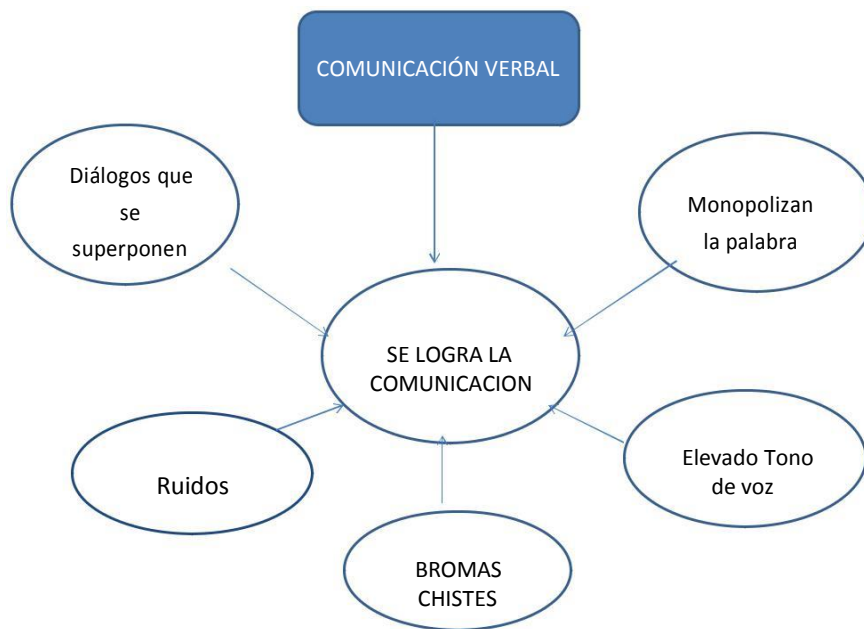 COMUNICACIÓN VERBAL
Diálogos que
se
superponen
Monopolizan
la palabra
SE LOGRA LA
COMUNICACION
Ruidos
Elevado Tono
de voz
BROMAS
CHISTES